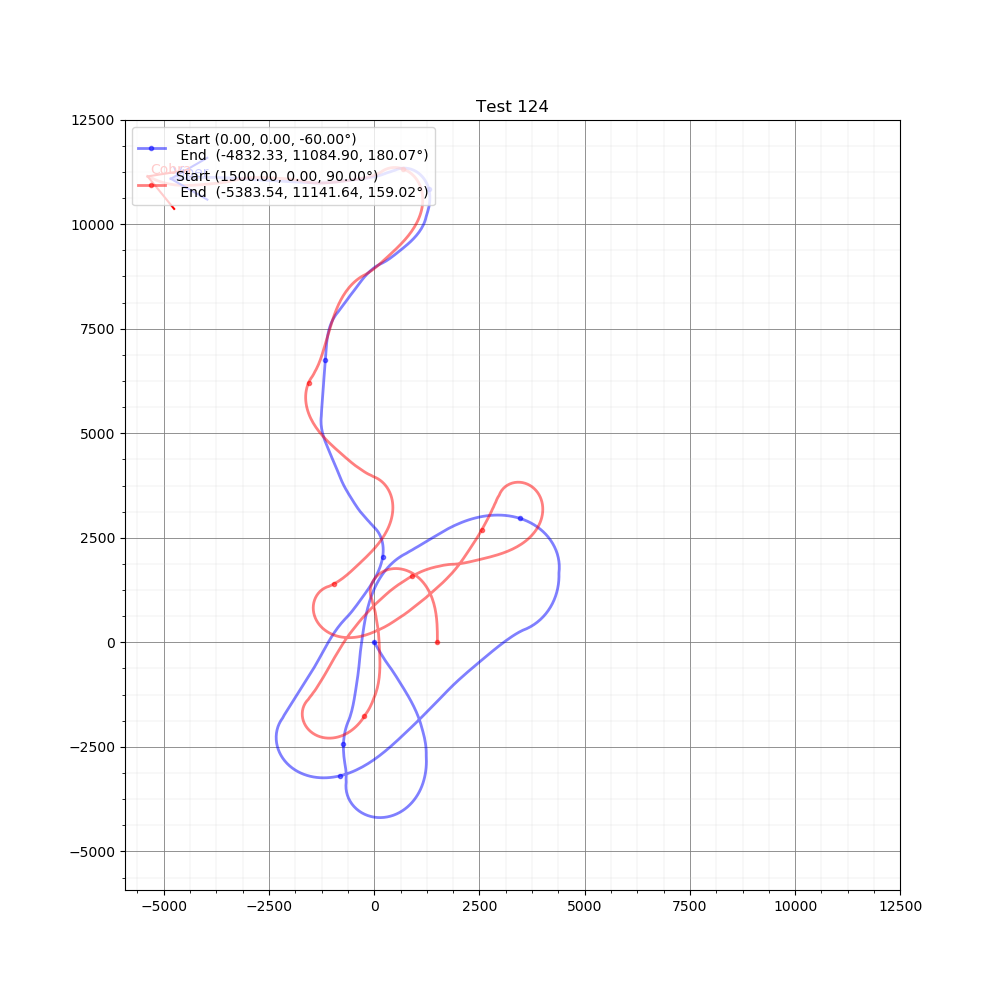 Test 124
12500
10000
7500
5000
2500
0
−2500
−5000
Start (0.00, 0.00, -60.00°)
End (-4832.33, 11084.90, 180.07°)
Start (1500.00, 0.00, 90.00°)
End (-5383.54, 11141.64, 159.02°)
−5000 −2500 0 2500 5000 7500 10000 12500